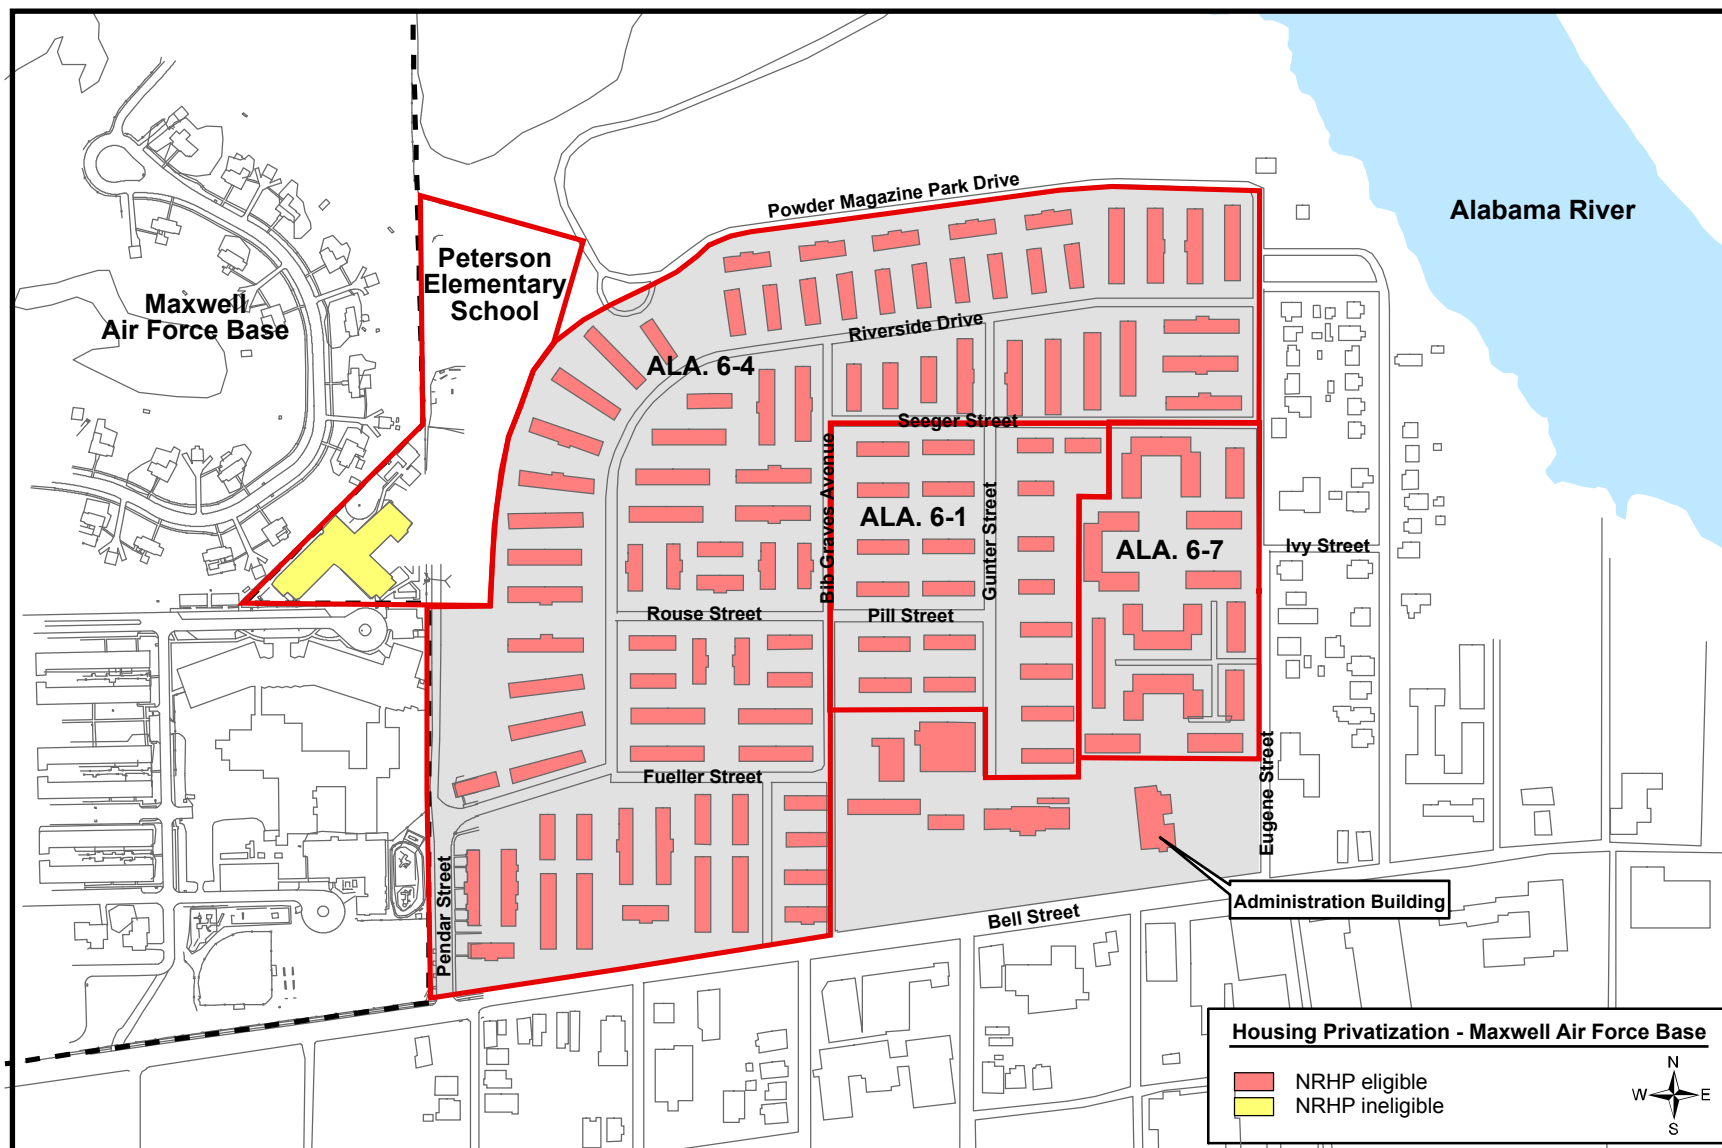 Powder Magazine Park Drive
Alabama River
Peterson
Elementary
School
Maxwell
Air Force Base
Riverside Drive
ALA. 6-4
Seeger Street
Bib Graves Avenue
ALA. 6-1
Gunter Street
ALA. 6-7
Ivy Street
Rouse Street
Pill Street
Fueller Street
Eugene Street
Pendar Street
Administration Building
Bell Street
Housing Privatization - Maxwell Air Force Base
NRHP eligible
NRHP ineligible
N
W E
S